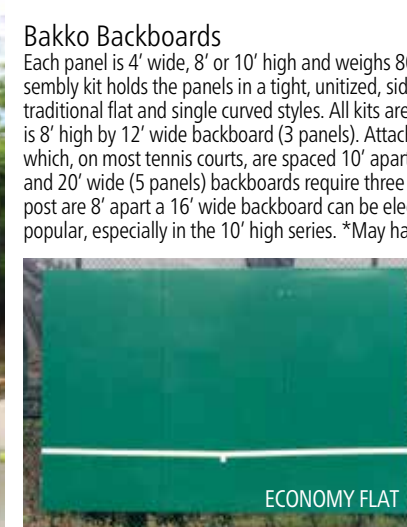 Bakko Backboards
Each panel is 4’ wide, 8’ or 10’ high and weighs 80
sembly kit holds the panels in a tight, unitized, sid
traditional flat and single curved styles. All kits are
is 8’ high by 12’ wide backboard (3 panels). Attach
which, on most tennis courts, are spaced 10’ apart
and 20’ wide (5 panels) backboards require three
post are 8’ apart a 16’ wide backboard can be elec
popular, especially in the 10’ high series. *May ha
ECONOMY FLAT